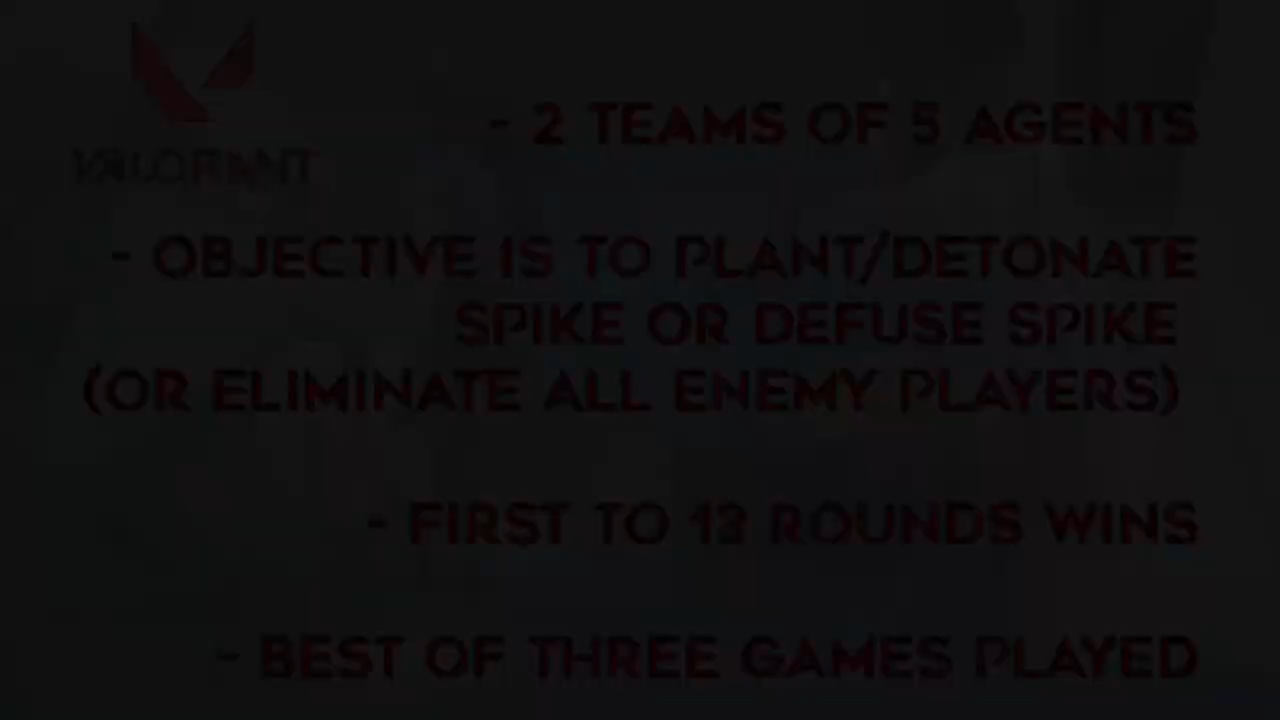 VALORANT
- 2 TEAMS OF 5 AGENTS
- OBJECTIVE IS TO PLANT/DETONATE
SPIKE OR DEFUSE SPIKE
(OR ELIMINATE ALL ENEMY PLAYERS)
- FIRST TO 13 ROUNDS WINS
- BEST OF THREE GAMES PLAYED